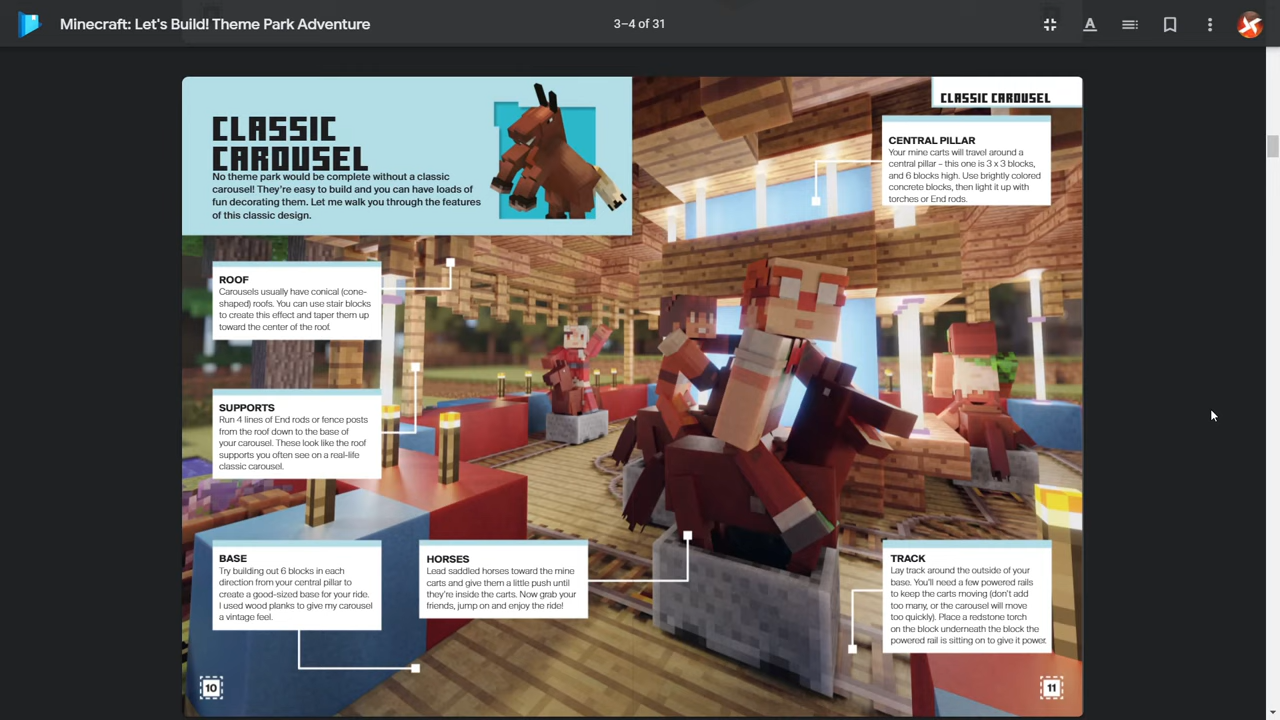 Minecraft: Let's Build! Theme Park Adventure
3–4 of 31
CLASSIC
CAROUSEL
No theme park would be complete without a classic
carousel! They're easy to build and you can have loads of
fun decorating them. Let me walk you through the features
of this classic design.
CLASSIC CAROUSEL
CENTRAL PILLAR
Your mine carts will travel around a
central pillar – this one is 3 x 3 blocks,
and 6 blocks high. Use brightly colored
concrete blocks, then light it up with
torches or End rods.
ROOF
Carousels usually have conical (cone-
shaped) roofs. You can use stair blocks
to create this effect and taper them up
toward the center of the roof.
SUPPORTS
Run 4 lines of End rods or fence posts
from the roof down to the base of
your carousel. These look like the roof
supports you often see on a real-life
classic carousel.
BASE
Try building out 6 blocks in each
direction from your central pillar to
create a good-sized base for your ride.
I used wood planks to give my carousel
a vintage feel.
HORSES
Lead saddled horses toward the mine
carts and give them a little push until
they're inside the carts. Now grab your
friends, jump on and enjoy the ride!
TRACK
Lay track around the outside of your
base. You'll need a few powered rails
to keep the carts moving (don't add
too many, or the carousel will move
too quickly). Place a redstone torch
on the block underneath the block the
powered rail is sitting on to give it power.
10
11